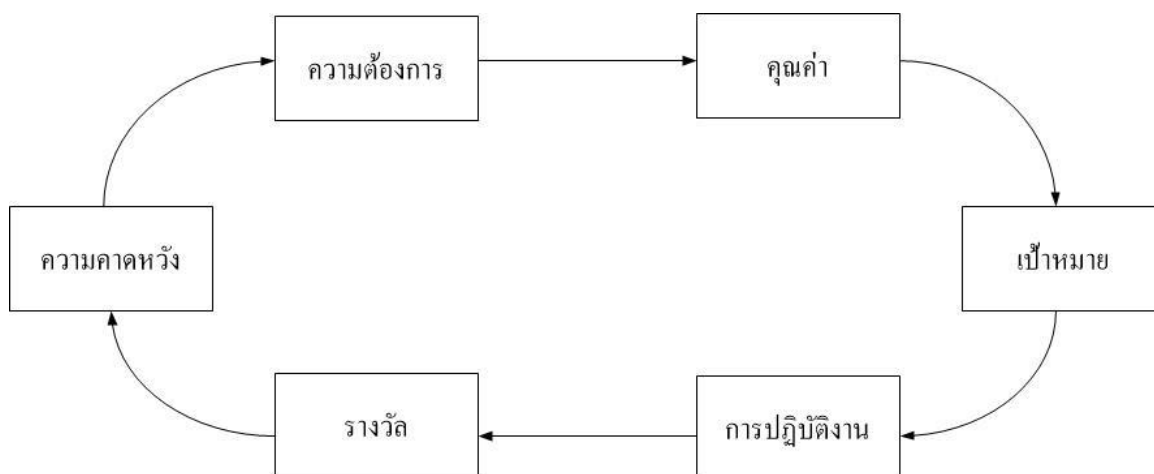 ความต้องการ
คุณค่า
ความคาดหวัง
เป้าหมาย
รางวัล
การปฏิบัติงาน